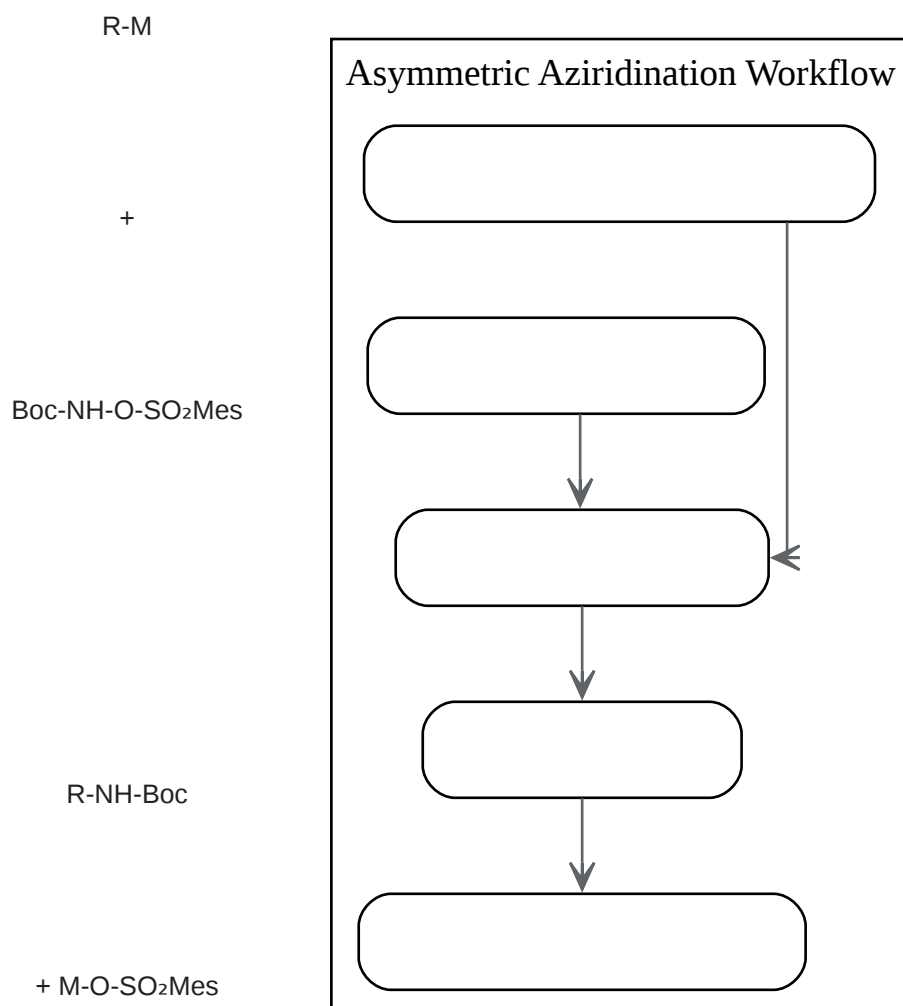 R-M
Asymmetric Aziridination Workflow
+
Boc-NH-O-SO₂Mes
R-NH-Boc
+ M-O-SO₂Mes